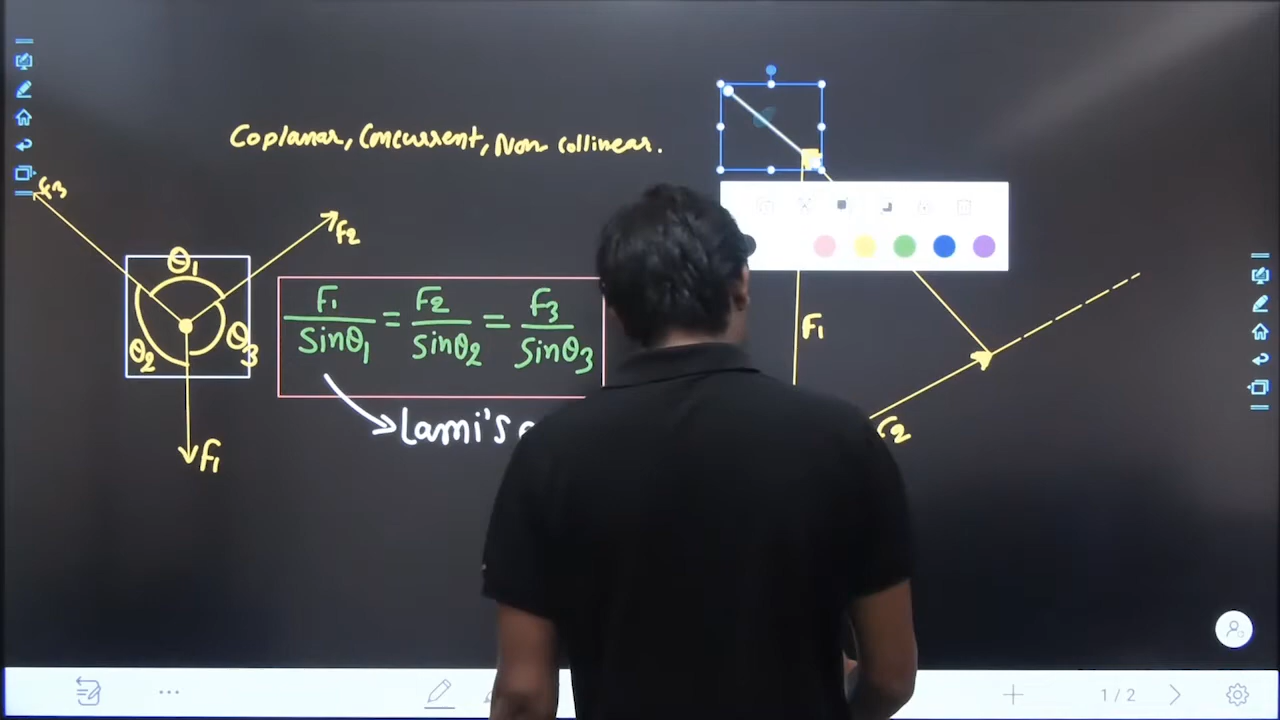 Coplanar, Concurrent, Non collinear.
F3
F2
θ1
θ2
θ3
F1
F1/sinθ1 = F2/sinθ2 = F3/sinθ3
Lami's
F1
F2
1 / 2